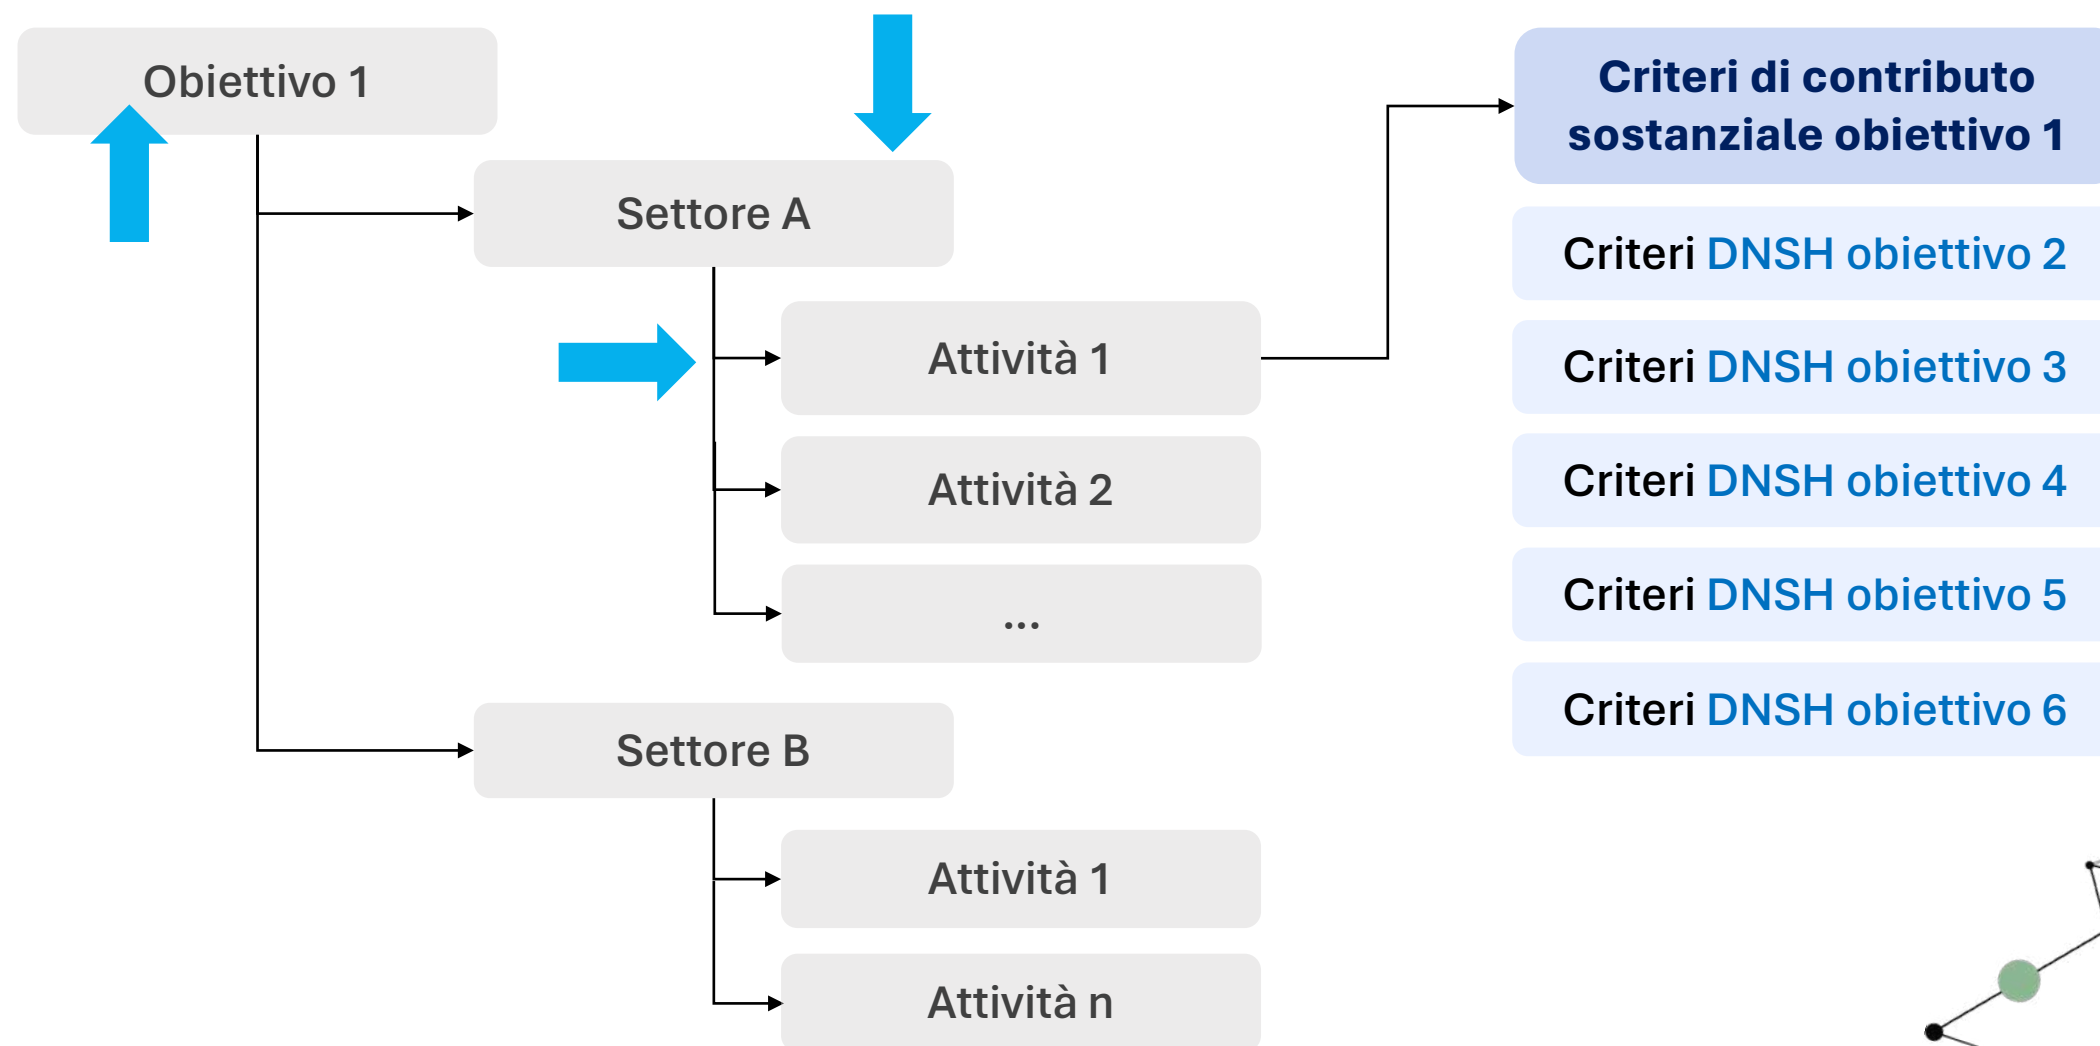 Obiettivo 1
Settore A
Attività 1
Attività 2
...
Settore B
Attività 1
Attività n
Criteri di contributo
sostanziale obiettivo 1
Criteri DNSH obiettivo 2
Criteri DNSH obiettivo 3
Criteri DNSH obiettivo 4
Criteri DNSH obiettivo 5
Criteri DNSH obiettivo 6